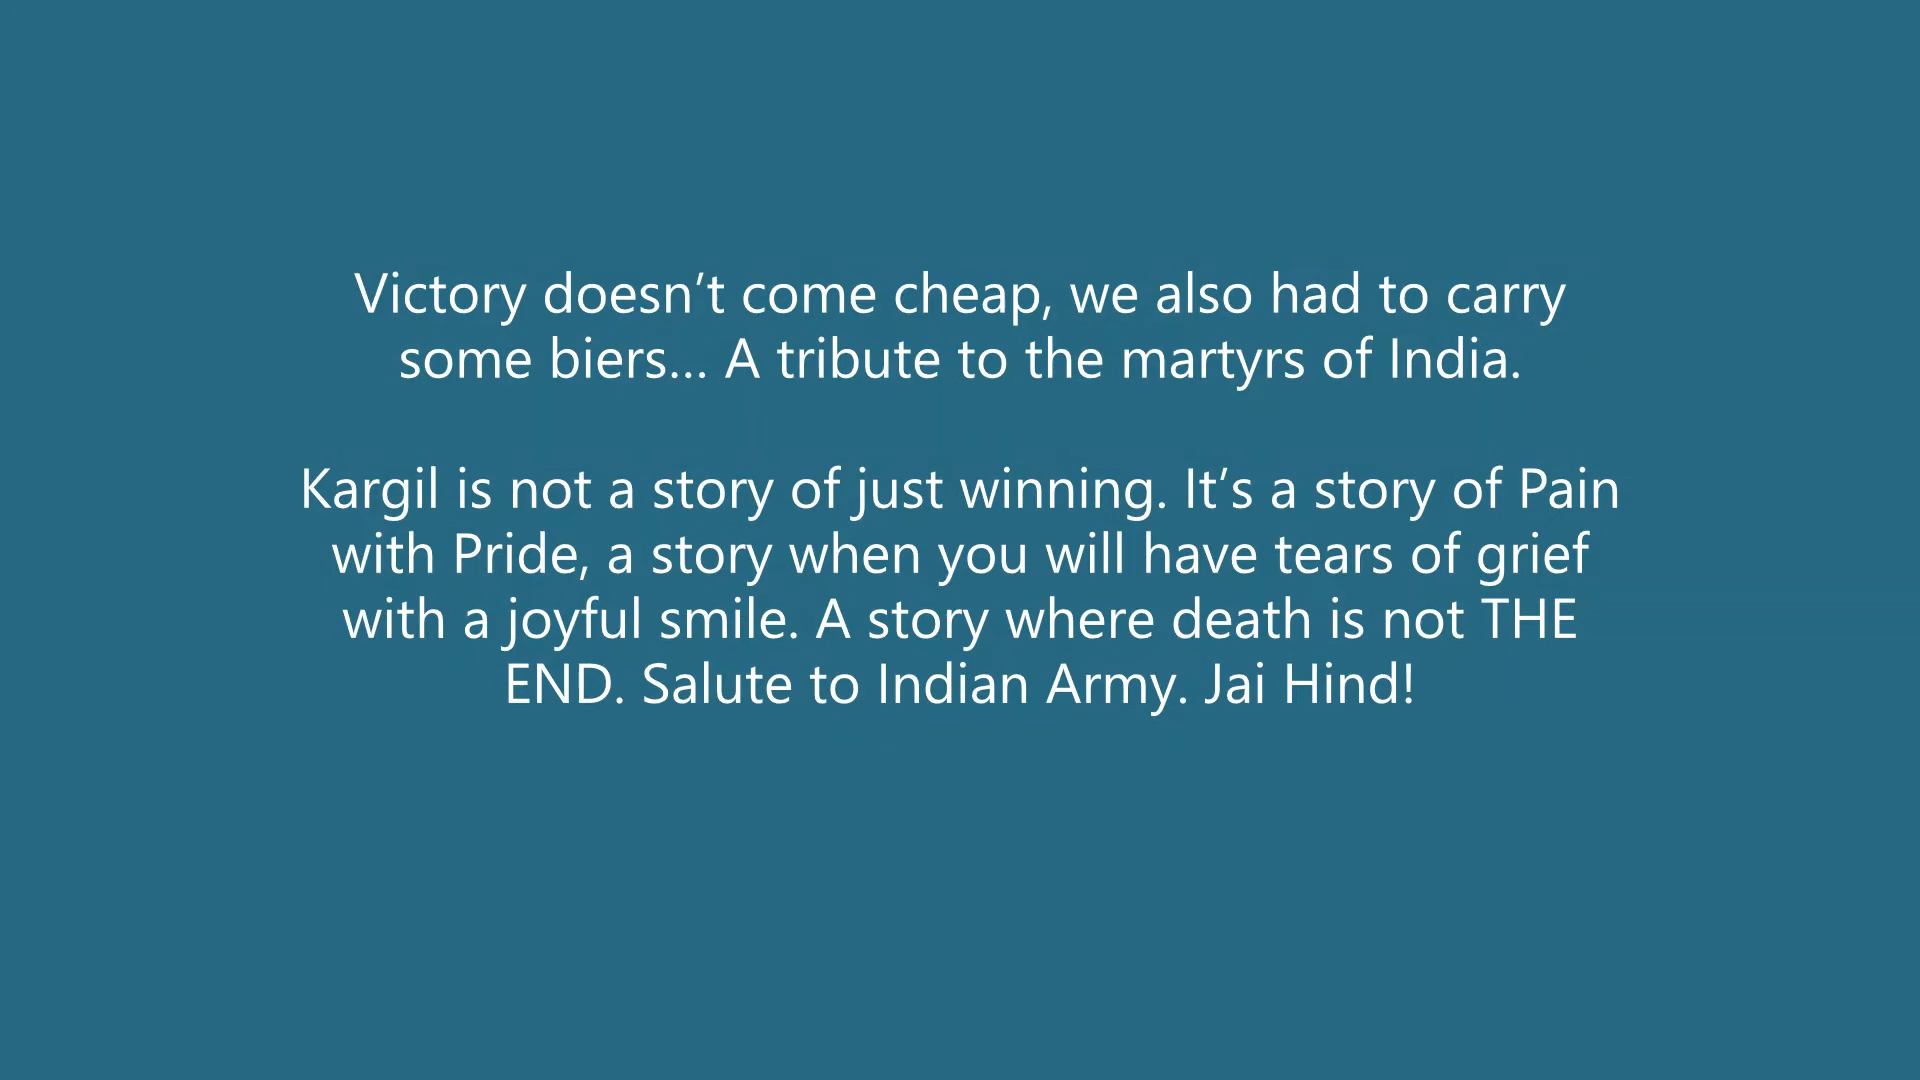 Victory doesn’t come cheap, we also had to carry
some biers... A tribute to the martyrs of India.
Kargil is not a story of just winning. It’s a story of Pain
with Pride, a story when you will have tears of grief
with a joyful smile. A story where death is not THE
END. Salute to Indian Army. Jai Hind!